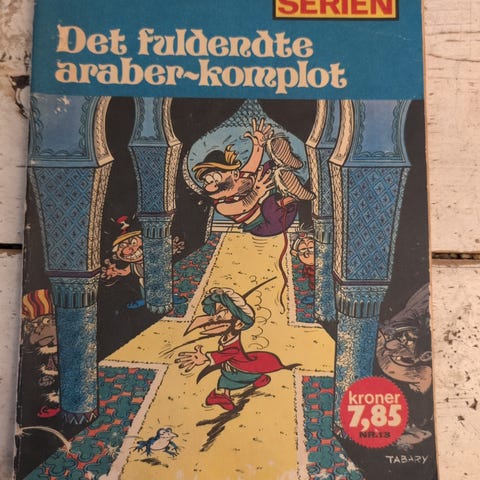 SERIEN
Det fuldendte
araber-komplot
kroner
7,85
NR.13
TABARY